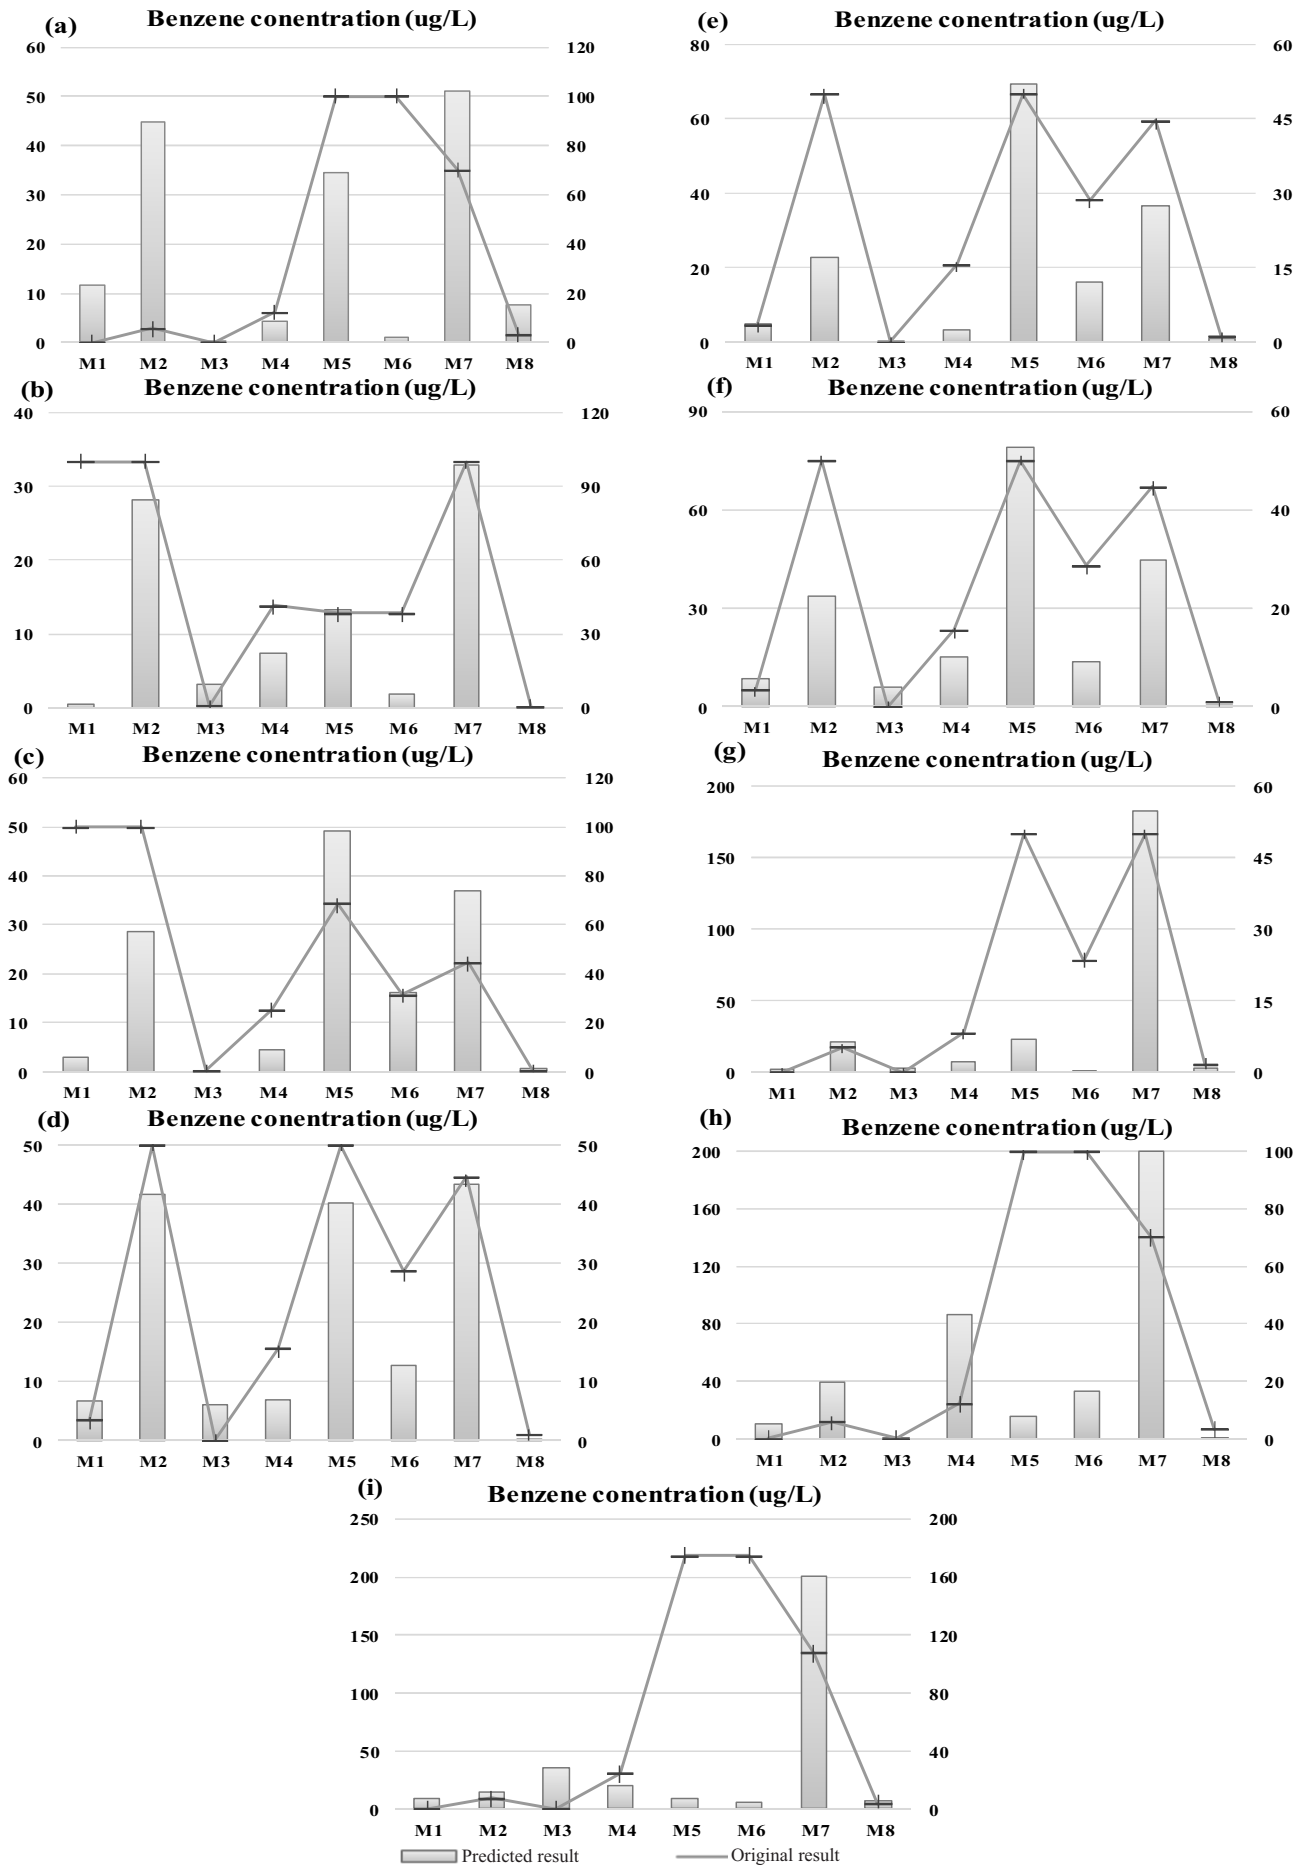 (a) Benzene conentration (ug/L)
60 120
50 100
40 80
30 60
20 40
10 20
0 0
M1 M2 M3 M4 M5 M6 M7 M8
(b) Benzene conentration (ug/L)
40 120
30 90
20 60
10 30
0 0
M1 M2 M3 M4 M5 M6 M7 M8
(c) Benzene conentration (ug/L)
60 120
50 100
40 80
30 60
20 40
10 20
0 0
M1 M2 M3 M4 M5 M6 M7 M8
(d) Benzene conentration (ug/L)
50 50
40 40
30 30
20 20
10 10
0 0
M1 M2 M3 M4 M5 M6 M7 M8
(e) Benzene conentration (ug/L)
80 60
60 45
40 30
20 15
0 0
M1 M2 M3 M4 M5 M6 M7 M8
(f) Benzene conentration (ug/L)
90 60
60 40
30 20
0 0
M1 M2 M3 M4 M5 M6 M7 M8
(g) Benzene conentration (ug/L)
200 60
150 45
100 30
50 15
0 0
M1 M2 M3 M4 M5 M6 M7 M8
(h) Benzene conentration (ug/L)
200 100
160 80
120 60
80 40
40 20
0 0
M1 M2 M3 M4 M5 M6 M7 M8
(i) Benzene conentration (ug/L)
250 200
200 160
150 120
100 80
50 40
0 0
M1 M2 M3 M4 M5 M6 M7 M8
Predicted result Original result